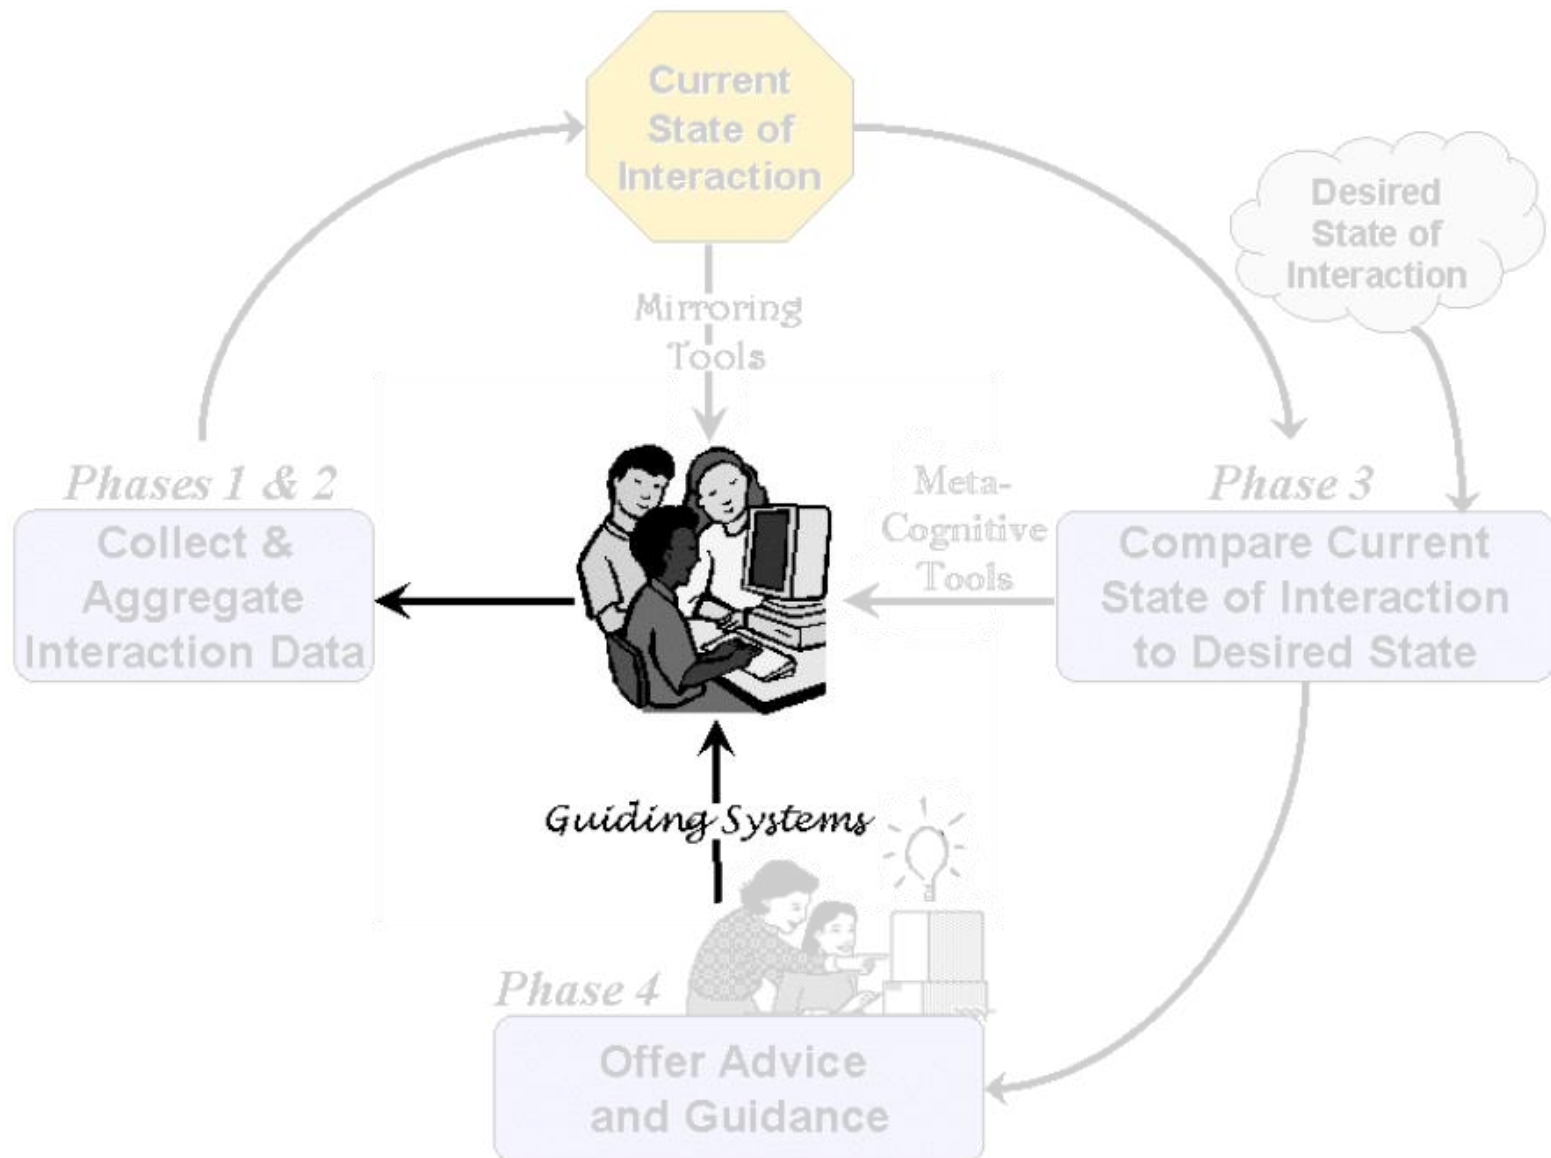 Current
State of
Interaction
Desired
State of
Interaction
Mirroring
Tools
Phases 1 & 2
Collect &
Aggregate
Interaction Data
Meta-
Cognitive
Tools
Phase 3
Compare Current
State of Interaction
to Desired State
Guiding Systems
Phase 4
Offer Advice
and Guidance